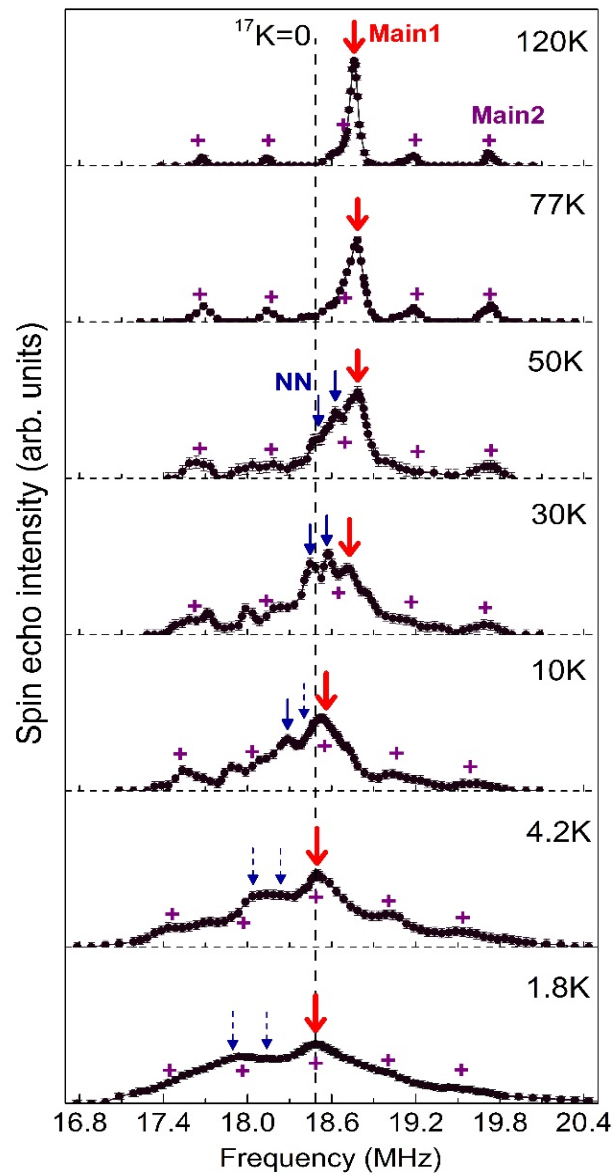 ¹⁷K=0
Main1
120K
Main2
77K
NN
50K
30K
10K
4.2K
1.8K
Spin echo intensity (arb. units)
16.8 17.4 18.0 18.6 19.2 19.8 20.4
Frequency (MHz)